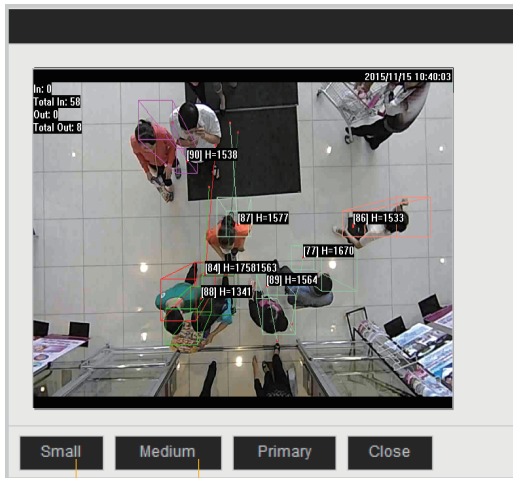 2015/11/15 10:40:03
In: 0
Total In: 58
Out: 0
Total Out: 8
[90] H=1538
[87] H=1577
[86] H=1533
[77] H=1670
[84] H=17581563
[89] H=1564
[88] H=1341
Small Medium Primary Close